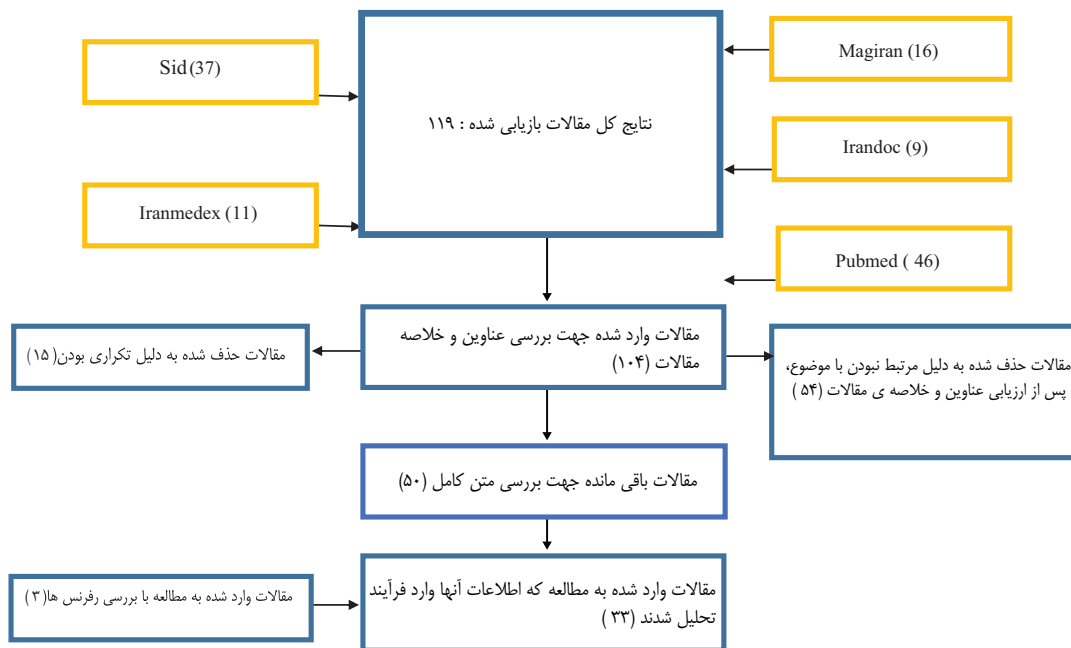 Sid (37)
Magiran (16)
نتایج کل مقالات بازیابی شده : ۱۱۹
Irandoc (9)
Iranmedex (11)
Pubmed ( 46)
مقالات وارد شده جهت بررسی عناوین و خلاصه
مقالات (۱۰۴)
مقالات حذف شده به دلیل تکراری بودن( ۱۵)
مقالات حذف شده به دلیل مرتبط نبودن با موضوع،
پس از ارزیابی عناوین و خلاصه ی مقالات (۵۴ )
مقالات باقی مانده جهت بررسی متن کامل (۵۰)
مقالات وارد شده به مطالعه که اطلاعات آنها وارد فرآیند
تحلیل شدند (۳۳ )
مقالات وارد شده به مطالعه با بررسی رفرنس ها(۳ )